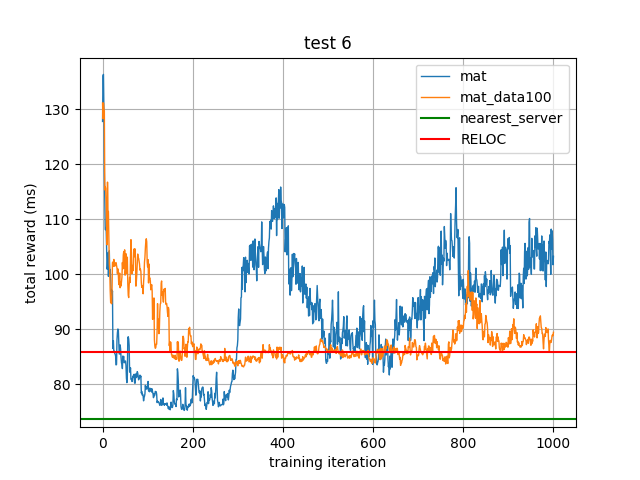 test 6
mat
mat_data100
nearest_server
RELOC
total reward (ms)
130
120
110
100
90
80
0 200 400 600 800 1000
training iteration